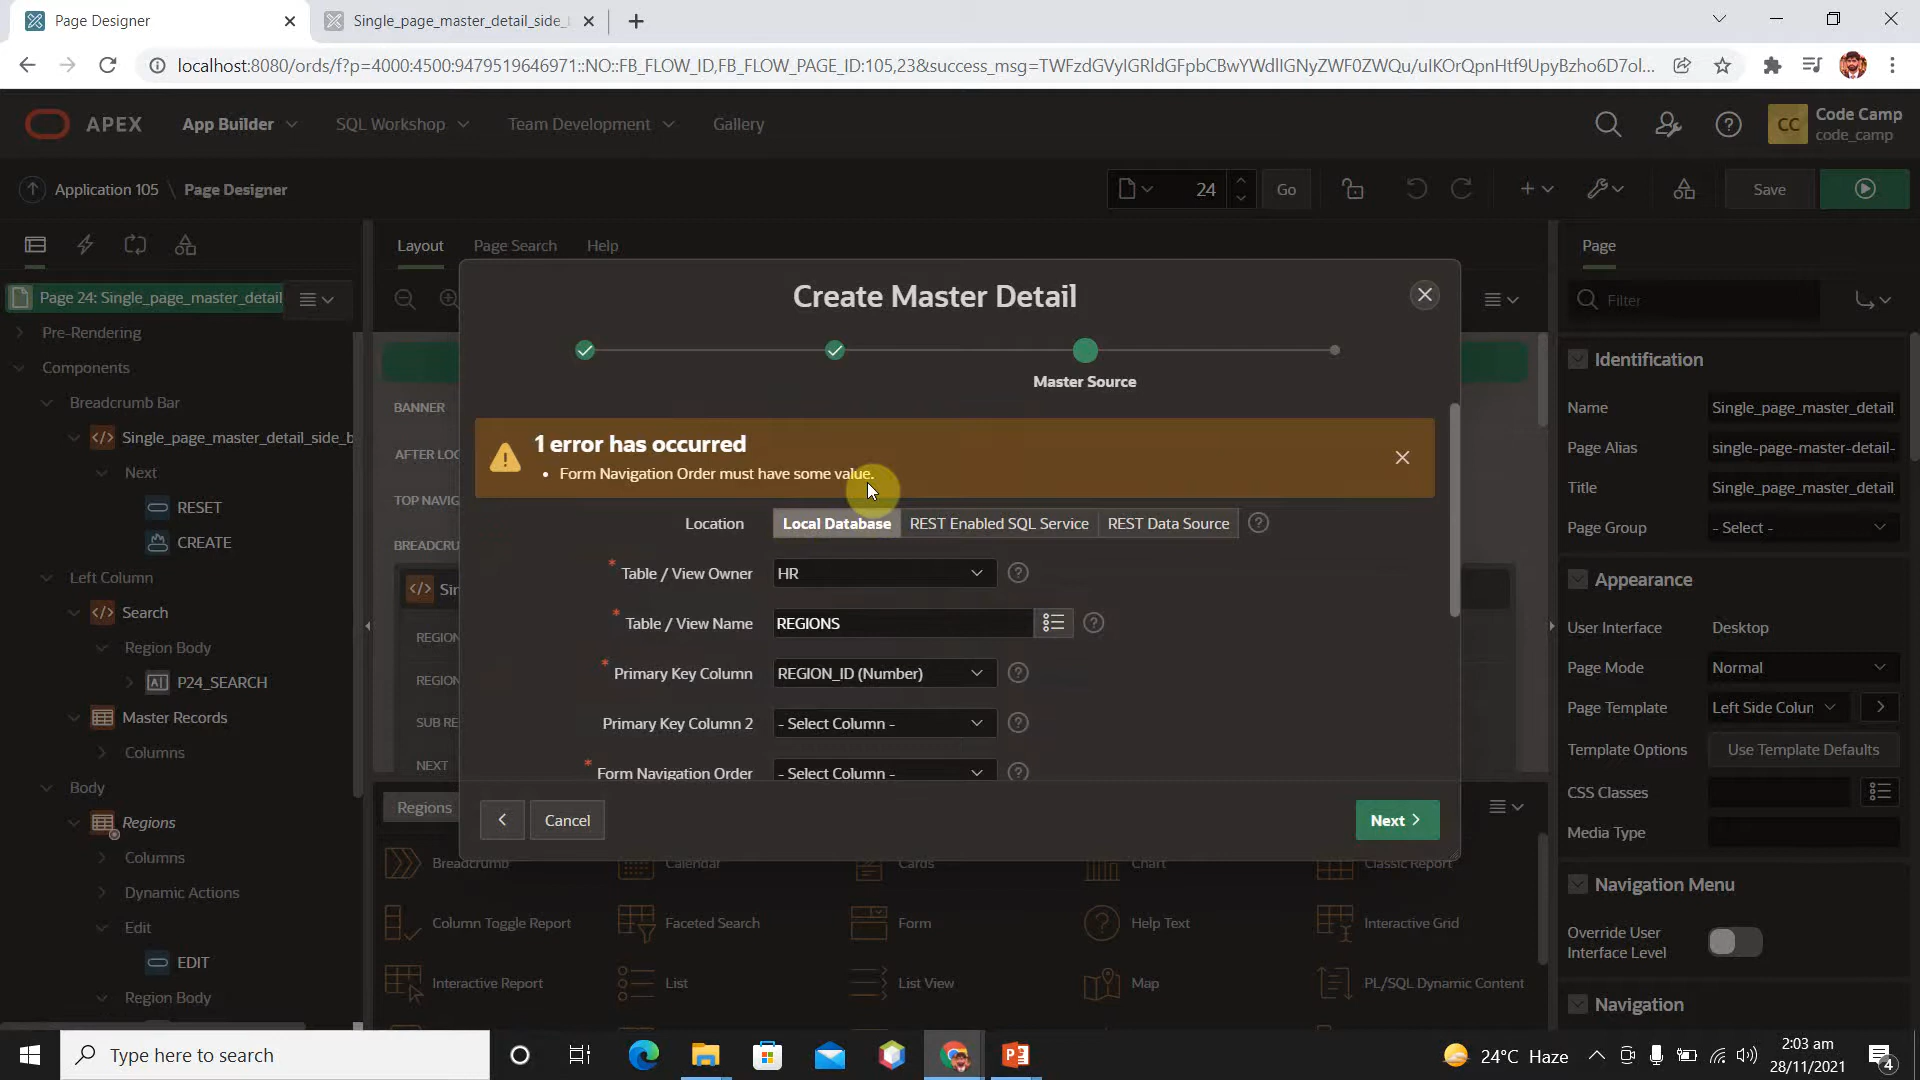 Page Designer
Single_page_master_detail_side_
localhost:8080/ords/f?p=4000:4500:9479519646971::NO::FB_FLOW_ID,FB_FLOW_PAGE_ID:105,23&success_msg=TWFzdGVyIGRldGFpbCBwYWdlIGNyZWF0ZWQu/uIKOrQpnHtf9UpyBzho6D7ol...
APEX
App Builder
SQL Workshop
Team Development
Gallery
CC
Code Camp
code_camp
Application 105 \ Page Designer
24
Go
Save
Layout
Page Search
Help
Page
Page 24: Single_page_master_detail
Filter
Pre-Rendering
Components
Breadcrumb Bar
Single_page_master_detail_side_b
Next
RESET
CREATE
Left Column
Search
Region Body
P24_SEARCH
Master Records
Columns
Body
Regions
Columns
Dynamic Actions
Edit
EDIT
Region Body
BANNER
AFTER LOG
TOP NAVIG
BREADCRU
Sin
REGION
REGION
SUB RE
NEXT
Create Master Detail
Master Source
1 error has occurred
• Form Navigation Order must have some value.
Location
Local Database
REST Enabled SQL Service
REST Data Source
* Table / View Owner
HR
* Table / View Name
REGIONS
* Primary Key Column
REGION_ID (Number)
Primary Key Column 2
- Select Column -
* Form Navigation Order
- Select Column -
Cancel
Next
Regions
Breadcrumb
Calendar
Cards
Chart
Classic Report
Column Toggle Report
Faceted Search
Form
Help Text
Interactive Grid
Interactive Report
List
List View
Map
PL/SQL Dynamic Content
Identification
Name
Single_page_master_detail
Page Alias
single-page-master-detail-
Title
Single_page_master_detail
Page Group
- Select -
Appearance
User Interface
Desktop
Page Mode
Normal
Page Template
Left Side Colun
Template Options
Use Template Defaults
CSS Classes
Media Type
Navigation Menu
Override User
Interface Level
Navigation
Type here to search
24°C Haze
2:03 am
28/11/2021
4